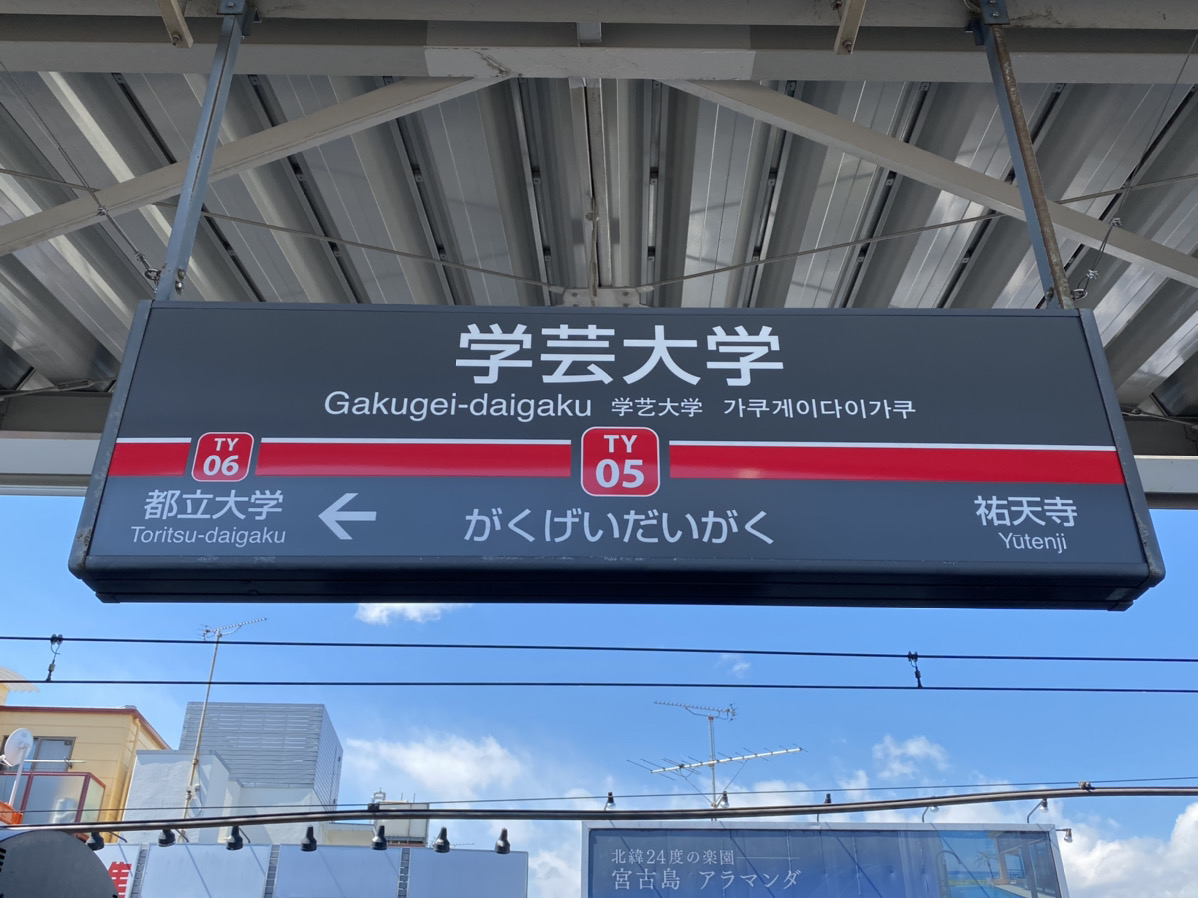 学芸大学
Gakugei-daigaku 学艺大学 가쿠게이다이가쿠
TY 06
TY 05
都立大学
Toritsu-daigaku
←
がくげいだいがく
祐天寺
Yūtenji
北緯24度の楽園
宮古島 アラマンダ
集